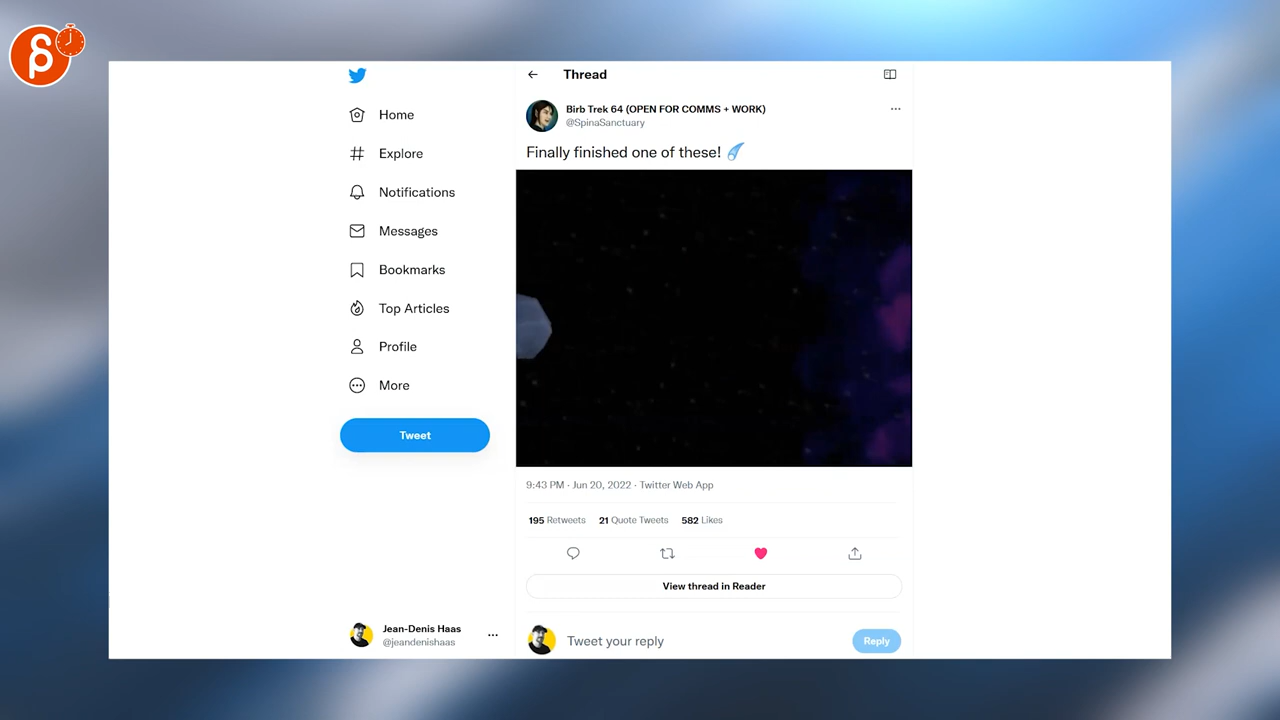 Home
Explore
Notifications
Messages
Bookmarks
Top Articles
Profile
More
Tweet
Jean-Denis Haas
@jeandenishaas
Thread
Birb Trek 64 (OPEN FOR COMMS + WORK)
@SpinaSanctuary
Finally finished one of these!
9:43 PM · Jun 20, 2022 · Twitter Web App
195 Retweets 21 Quote Tweets 582 Likes
View thread in Reader
Tweet your reply
Reply